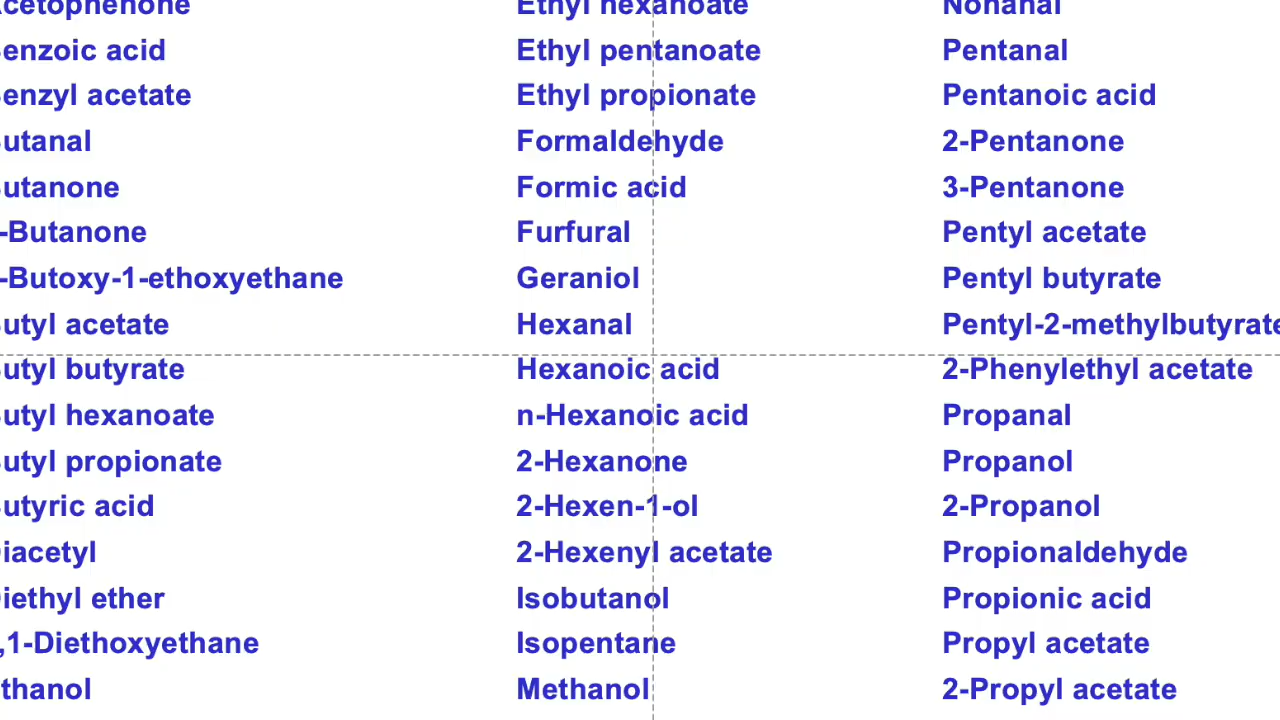 cetophenone
enzoic acid
enzyl acetate
utanal
utanone
-Butanone
-Butoxy-1-ethoxyethane
utyl acetate
utyl butyrate
utyl hexanoate
utyl propionate
utyric acid
iacetyl
iethyl ether
,1-Diethoxyethane
thanol
Ethyl hexanoate
Ethyl pentanoate
Ethyl propionate
Formaldehyde
Formic acid
Furfural
Geraniol
Hexanal
Hexanoic acid
n-Hexanoic acid
2-Hexanone
2-Hexen-1-ol
2-Hexenyl acetate
Isobutanol
Isopentane
Methanol
Nonanal
Pentanal
Pentanoic acid
2-Pentanone
3-Pentanone
Pentyl acetate
Pentyl butyrate
Pentyl-2-methylbutyrate
2-Phenylethyl acetate
Propanal
Propanol
2-Propanol
Propionaldehyde
Propionic acid
Propyl acetate
2-Propyl acetate